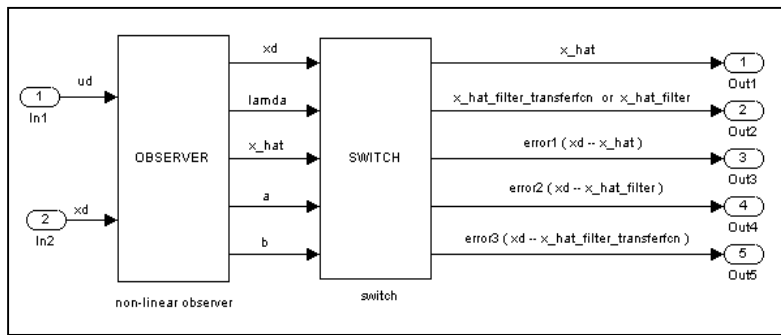 xd
x_hat
1
Out1
ud
1
In1
lamda
x_hat_filter_transferfcn or x_hat_filter
2
Out2
OBSERVER
x_hat
SWITCH
error1 ( xd -- x_hat )
3
Out3
xd
2
In2
a
error2 ( xd -- x_hat_filter )
4
Out4
b
error3 ( xd -- x_hat_filter_transferfcn )
5
Out5
non-linear observer
switch